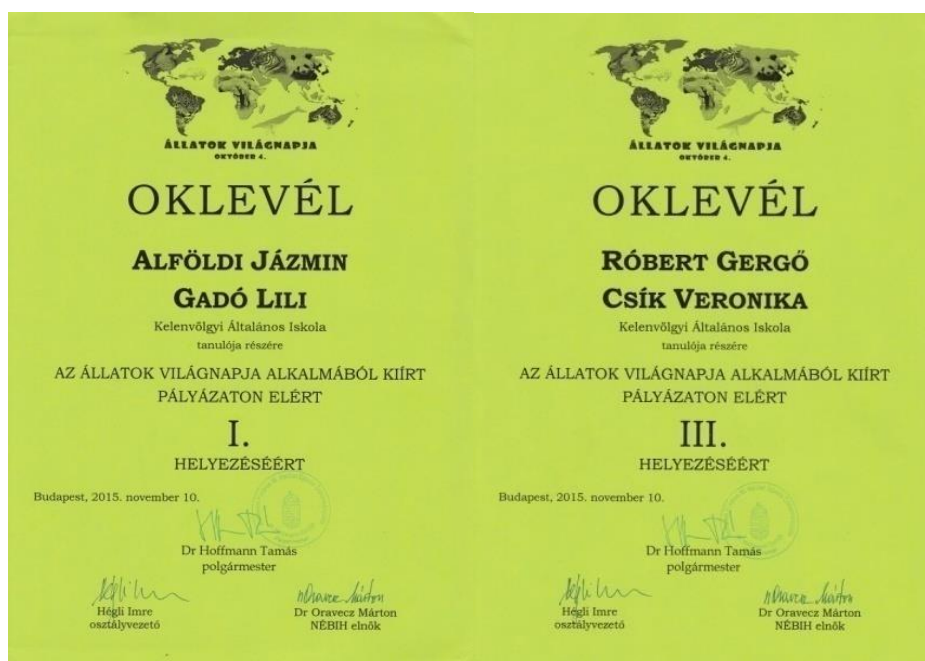 ÁLLATOK VILÁGNAPJA
OKTÓBER 4.
OKLEVÉL
ALFÖLDI JÁZMIN
GADÓ LILI
Kelenvölgyi Általános Iskola
tanulója részére
AZ ÁLLATOK VILÁGNAPJA ALKALMÁBÓL KIÍRT
PÁLYÁZATON ELÉRT
I.
HELYEZÉSÉÉRT
Budapest, 2015. november 10.
Dr Hoffmann Tamás
polgármester
Hégli Imre
osztályvezető
Dr Oravecz Márton
NÉBIH elnök
ÁLLATOK VILÁGNAPJA
OKTÓBER 4.
OKLEVÉL
RÓBERT GERGŐ
CSÍK VERONIKA
Kelenvölgyi Általános Iskola
tanulója részére
AZ ÁLLATOK VILÁGNAPJA ALKALMÁBÓL KIÍRT
PÁLYÁZATON ELÉRT
III.
HELYEZÉSÉÉRT
Budapest, 2015. november 10.
Dr Hoffmann Tamás
polgármester
Hégli Imre
osztályvezető
Dr Oravecz Márton
NÉBIH elnök